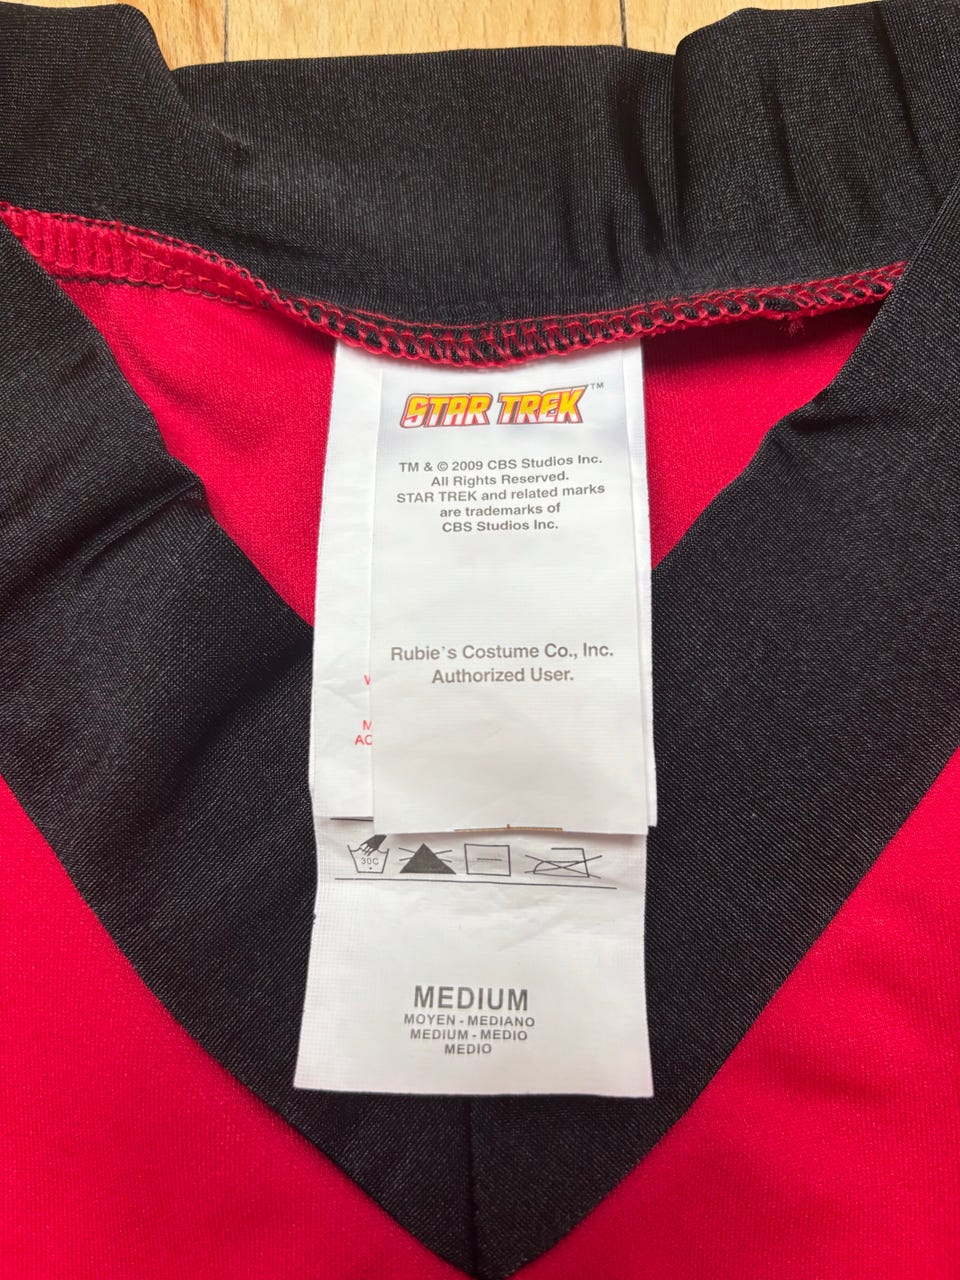 STAR TREK™
TM & © 2009 CBS Studios Inc.
All Rights Reserved.
STAR TREK and related marks
are trademarks of
CBS Studios Inc.
Rubie's Costume Co., Inc.
Authorized User.
30C
MEDIUM
MOYEN - MEDIANO
MEDIUM - MEDIO
MEDIO